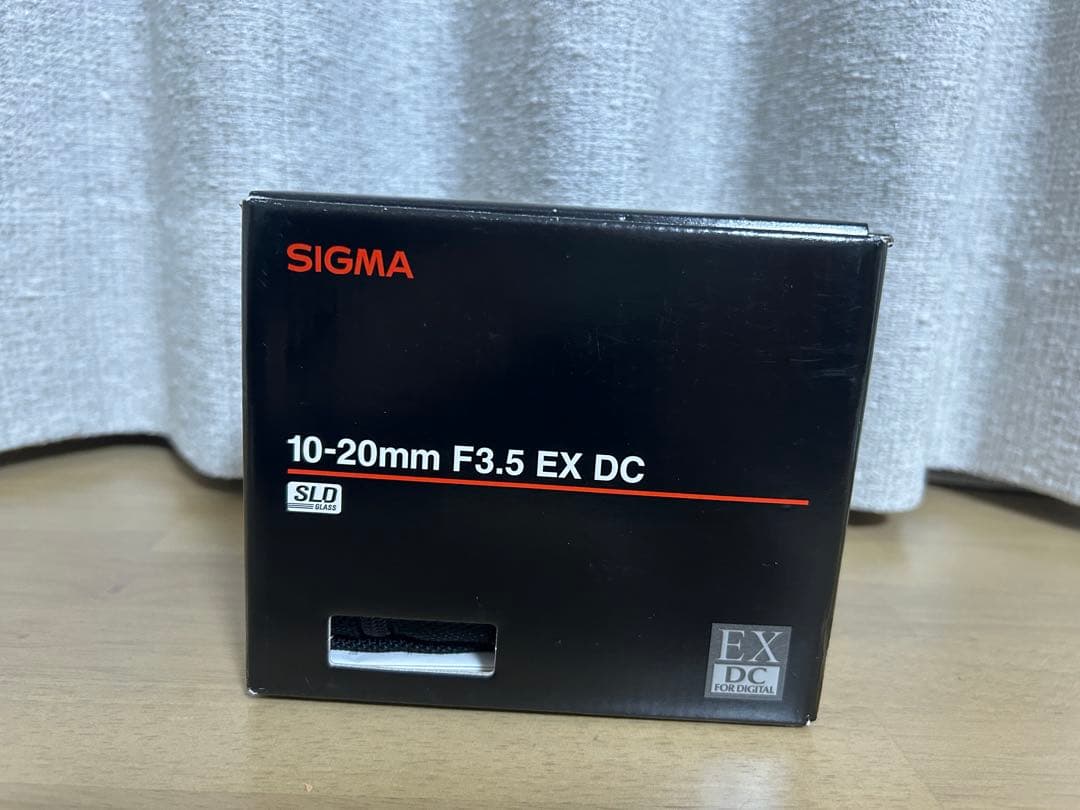 SIGMA
10-20mm F3.5 EX DC
SLD
GLASS
EX
DC
FOR DIGITAL